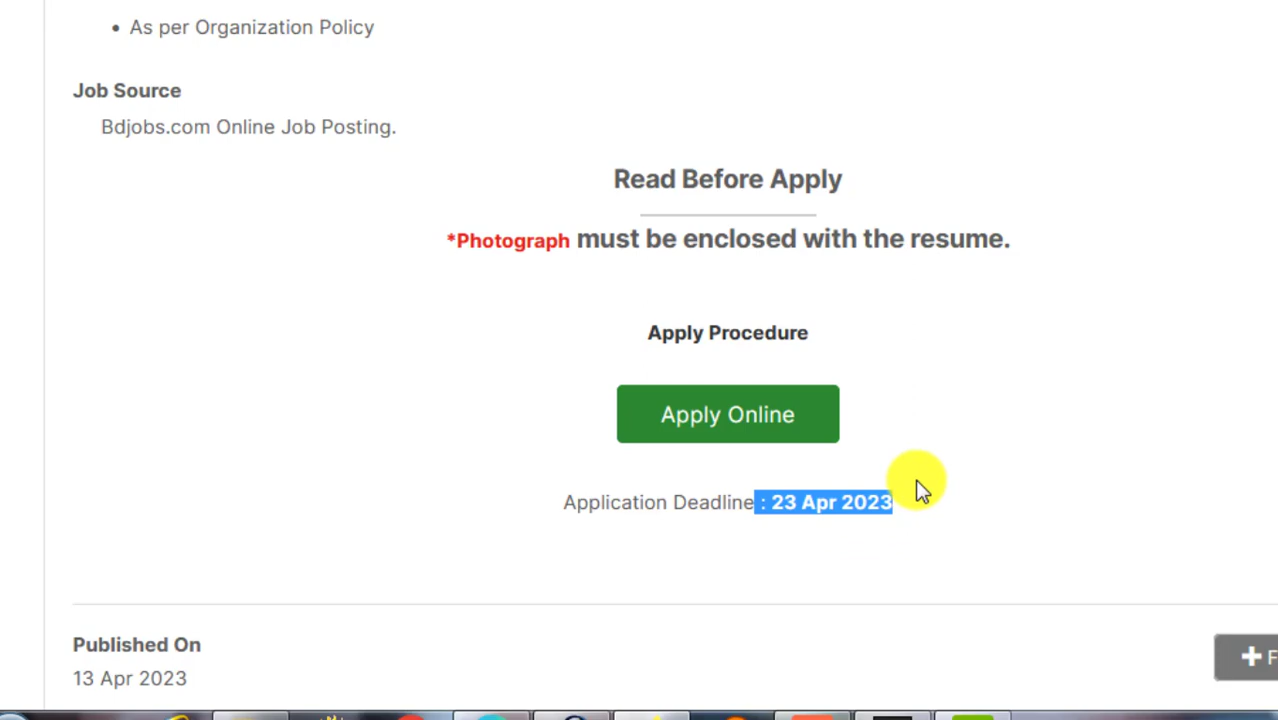 • As per Organization Policy
Job Source
Bdjobs.com Online Job Posting.
Read Before Apply
*Photograph must be enclosed with the resume.
Apply Procedure
Apply Online
Application Deadline : 23 Apr 2023
Published On
13 Apr 2023
+ F